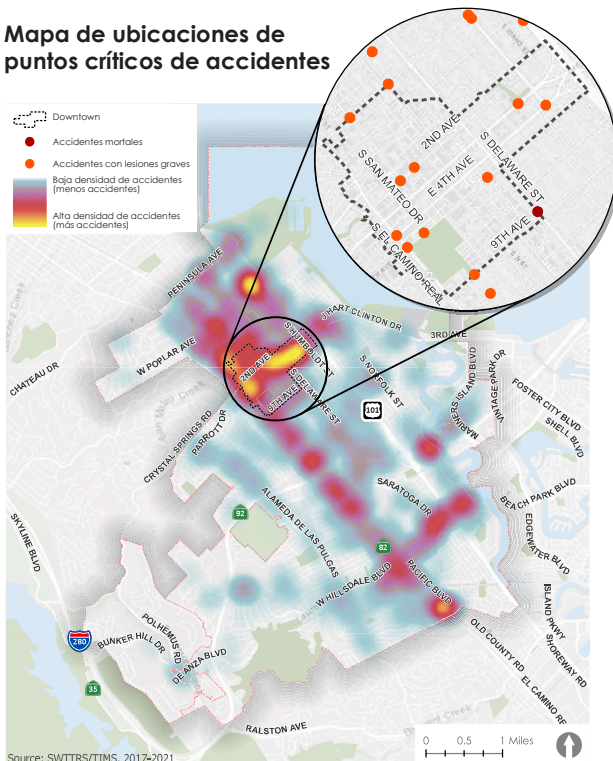 Mapa de ubicaciones de
puntos críticos de accidentes
Downtown
Accidentes mortales
Accidentes con lesiones graves
Baja densidad de accidentes
(menos accidentes)
Alta densidad de accidentes
(más accidentes)
2ND AVE
S DELAWARE ST
E 4TH AVE
S SAN MATEO DR
9TH AVE
S EL CAMINO REAL
PENINSULA AVE
J HART CLINTON DR
3RD AVE
W POPLAR AVE
S HUMBOLDT ST
2ND AVE
9TH AVE
S DELAWARE ST
S NORFOLK ST
MARINERS ISLAND BLVD
VINTAGE PARK DR
CHATEAU DR
FOSTER CITY BLVD
SHELL BLVD
101
CRYSTAL SPRINGS RD
PARROTT DR
SARATOGA DR
BEACH PARK BLVD
EDGEWATER BLVD
ALAMEDA DE LAS PULGAS
92
SKYLINE BLVD
82
W HILLSDALE BLVD
PACIFIC BLVD
ISLAND PKWY
SHOREWAY RD
POLHEMUS RD
BUNKER HILL DR
DE ANZA BLVD
280
35
OLD COUNTY RD
EL CAMINO RE
RALSTON AVE
0 0.5 1 Miles
Source: SWITRS/TIMS, 2017-2021